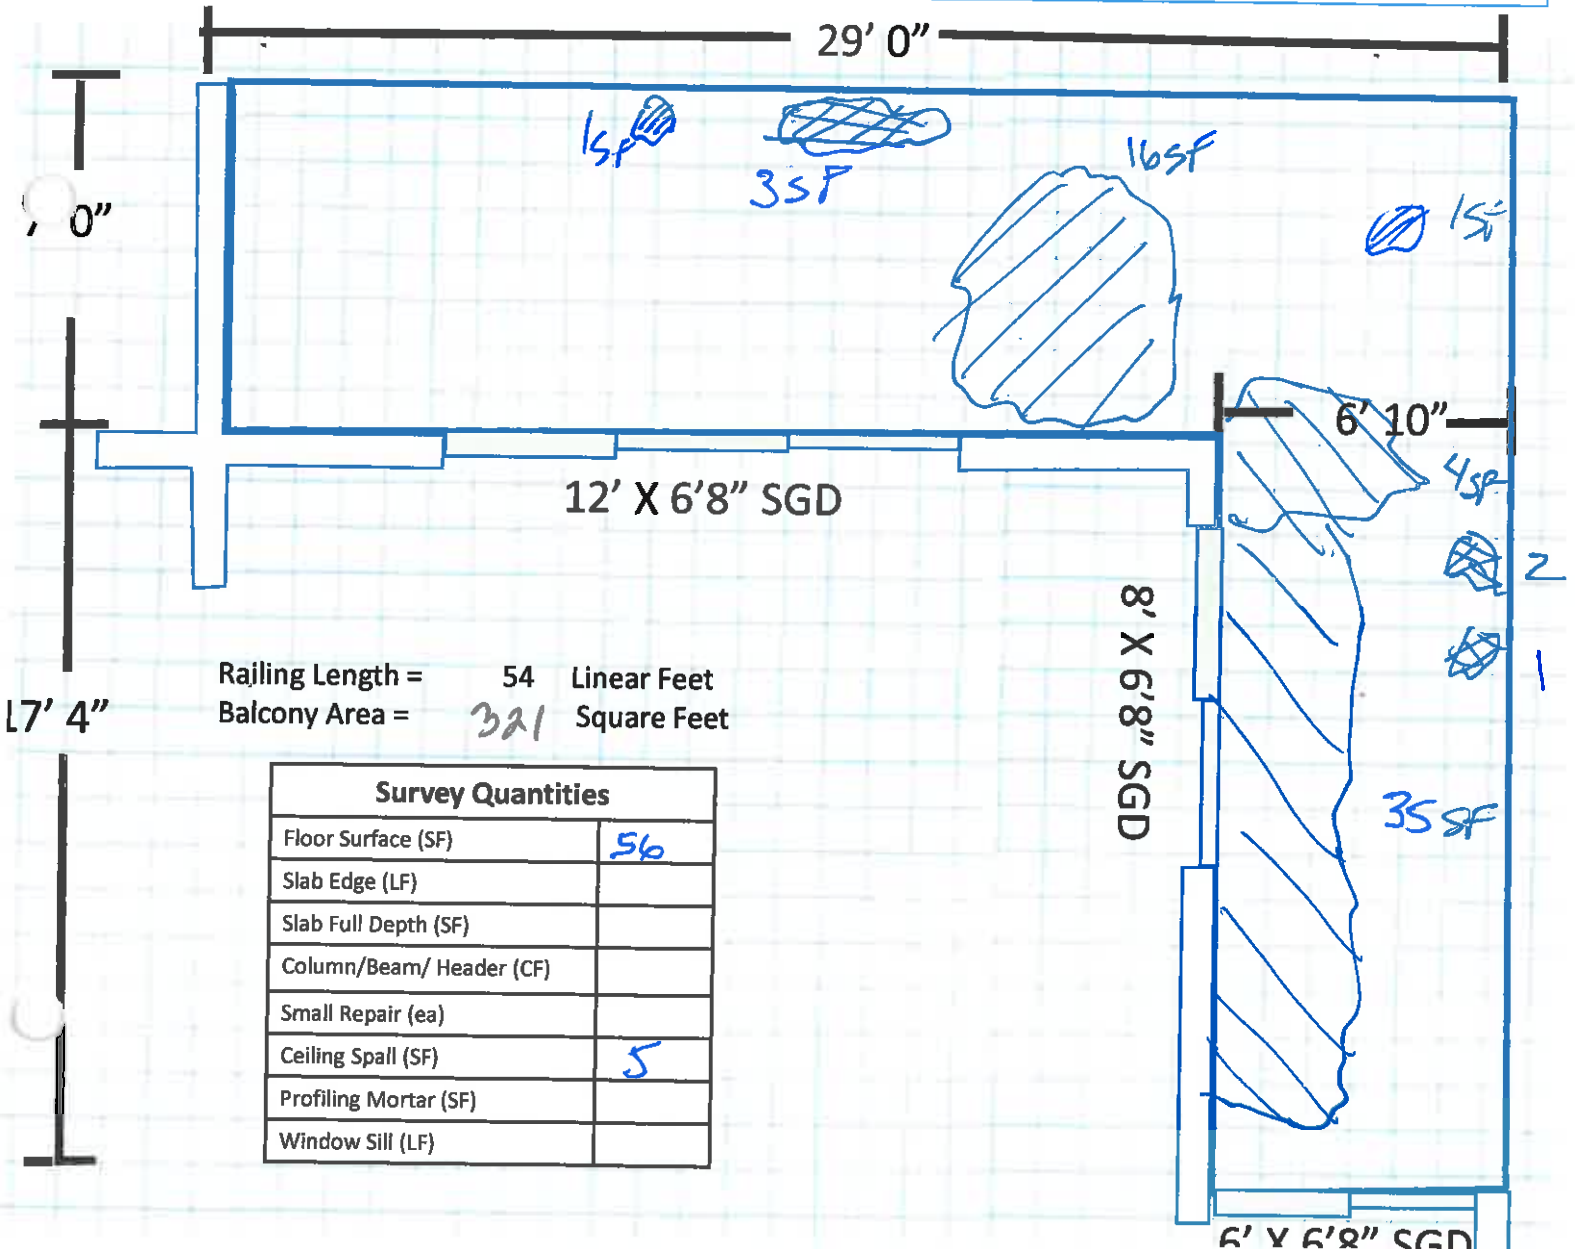 29' 0"
1SF
3SF
16SF
1SF
0"
6' 10"
4SF
12' X 6'8" SGD
2
1
8' X 6'8" SGD
Railing Length = 54 Linear Feet
Balcony Area = 321 Square Feet
17' 4"
35 SF
Survey Quantities
Floor Surface (SF) 56
Slab Edge (LF)
Slab Full Depth (SF)
Column/Beam/ Header (CF)
Small Repair (ea)
Ceiling Spall (SF) 5
Profiling Mortar (SF)
Window Sill (LF)
6' X 6'8" SGD